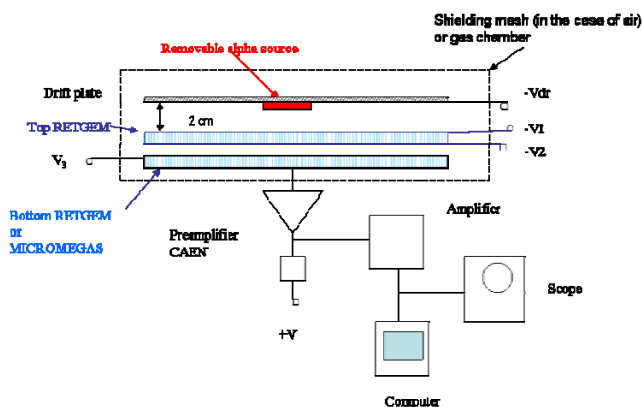 Shielding mesh (in the case of air)
or gas chamber
Removable alpha source
Drift plate
-Vdr
2 cm
Top RETGEM
-V1
-V2
V3
Bottom RETGEM
or
MICROMEGAS
Preamplifier
CAEN
Amplifier
Scope
+V
Computer